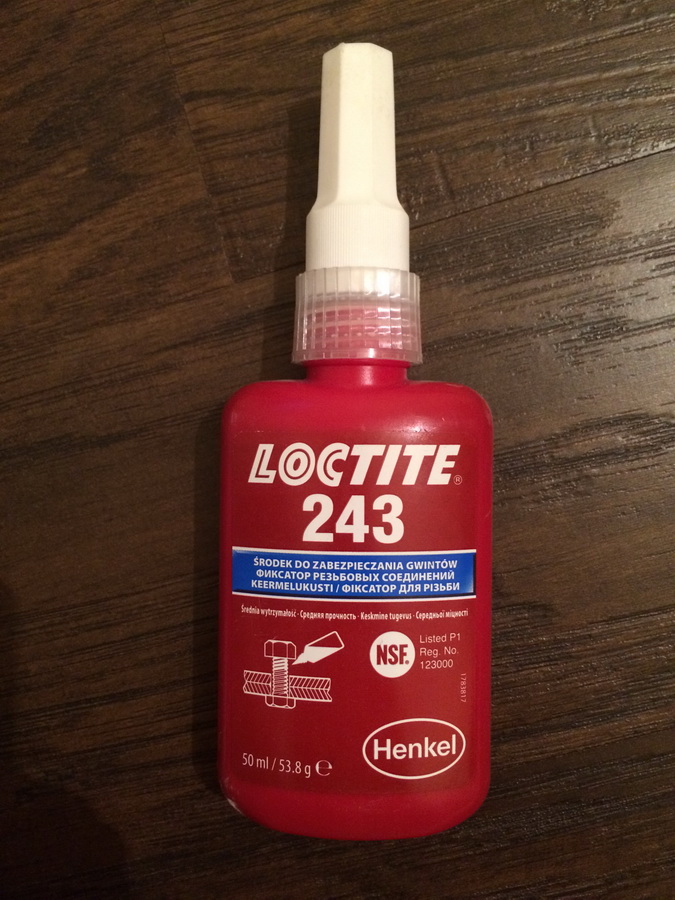 LOCTITE®
243
ŚRODEK DO ZABEZPIECZANIA GWINTÓW
ФИКСАТОР РЕЗЬБОВЫХ СОЕДИНЕНИЙ
KEERMELUKUSTI / ФІКСАТОР ДЛЯ РІЗЬБИ
Średnia wytrzymałość · Средняя прочность · Keskmine tugevus · Середньої міцності
NSF.
Listed P1
Reg. No.
123000
1783817
Henkel
50 ml / 53.8 g ℮